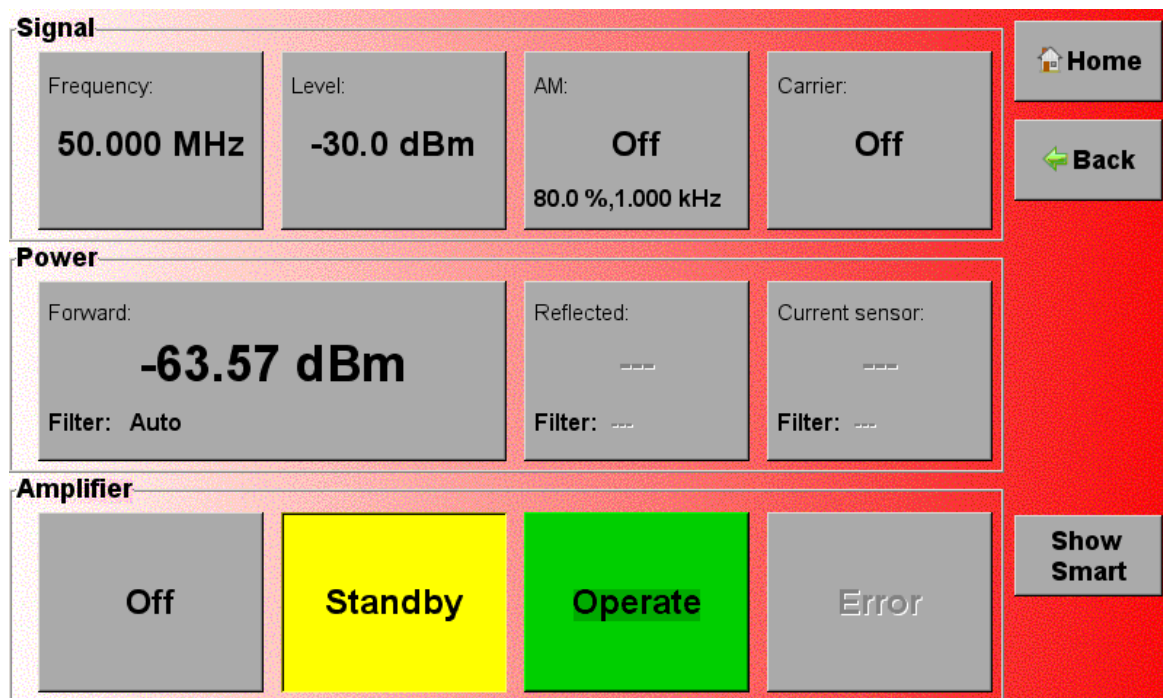 Signal
Frequency:
50.000 MHz
Level:
-30.0 dBm
AM:
Off
80.0 %,1.000 kHz
Carrier:
Off
Home
Back
Power
Forward:
-63.57 dBm
Filter: Auto
Reflected:
---
Filter: ---
Current sensor:
---
Filter: ---
Amplifier
Off
Standby
Operate
Error
Show
Smart